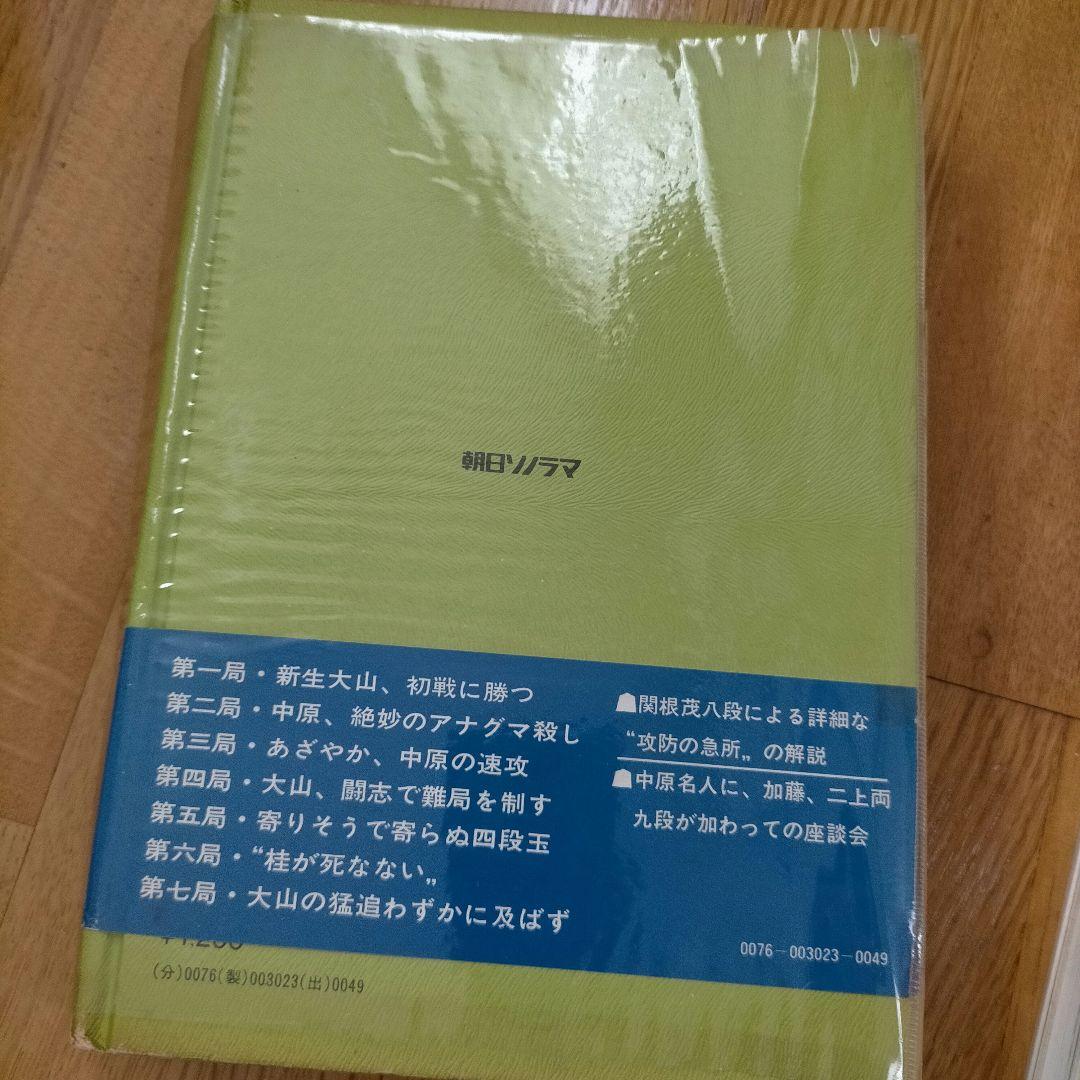 朝日ソノラマ
第一局・新生大山、初戦に勝つ
第二局・中原、絶妙のアナグマ殺し
第三局・あざやか、中原の速攻
第四局・大山、闘志で難局を制す
第五局・寄りそうで寄らぬ四段玉
第六局・“桂が死なない„
第七局・大山の猛追わずかに及ばず
関根茂八段による詳細な
“攻防の急所„の解説
中原名人に、加藤、二上両
九段が加わっての座談会
0076-003023-0049
(分)0076(製)003023(出)0049